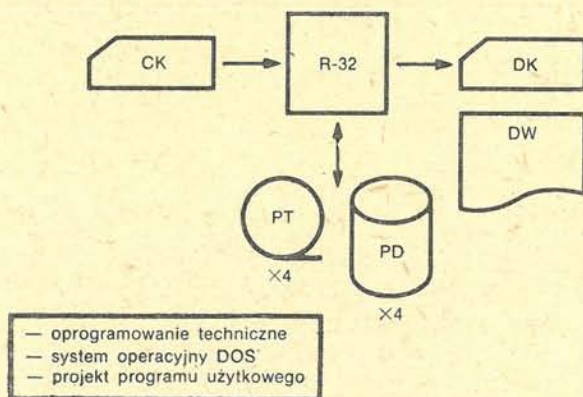 CK
R-32
DK
DW
PT
PD
×4
×4
— oprogramowanie techniczne
— system operacyjny DOS
— projekt programu użytkowego